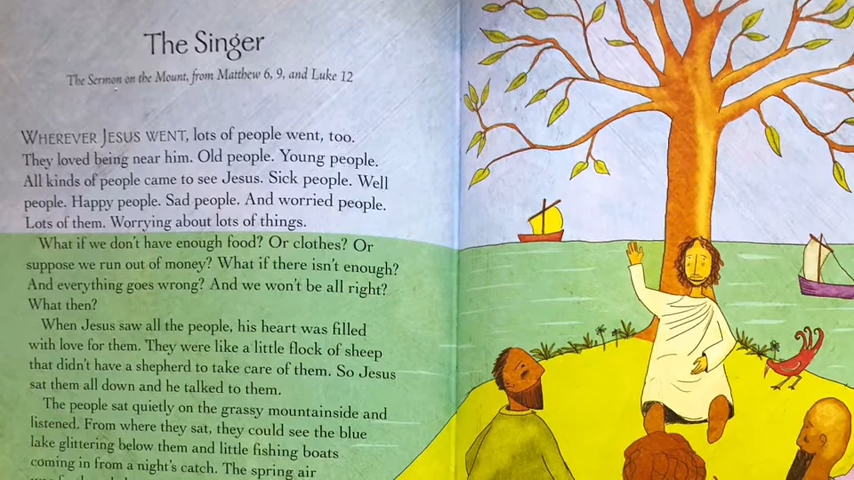 The Singer
The Sermon on the Mount, from Matthew 6, 9, and Luke 12
WHEREVER JESUS WENT, lots of people went, too.
They loved being near him. Old people. Young people.
All kinds of people came to see Jesus. Sick people. Well
people. Happy people. Sad people. And worried people.
Lots of them. Worrying about lots of things.
What if we don't have enough food? Or clothes? Or
suppose we run out of money? What if there isn't enough?
And everything goes wrong? And we won't be all right?
What then?
When Jesus saw all the people, his heart was filled
with love for them. They were like a little flock of sheep
that didn't have a shepherd to take care of them. So Jesus
sat them all down and he talked to them.
The people sat quietly on the grassy mountainside and
listened. From where they sat, they could see the blue
lake glittering below them and little fishing boats
coming in from a night's catch. The spring air